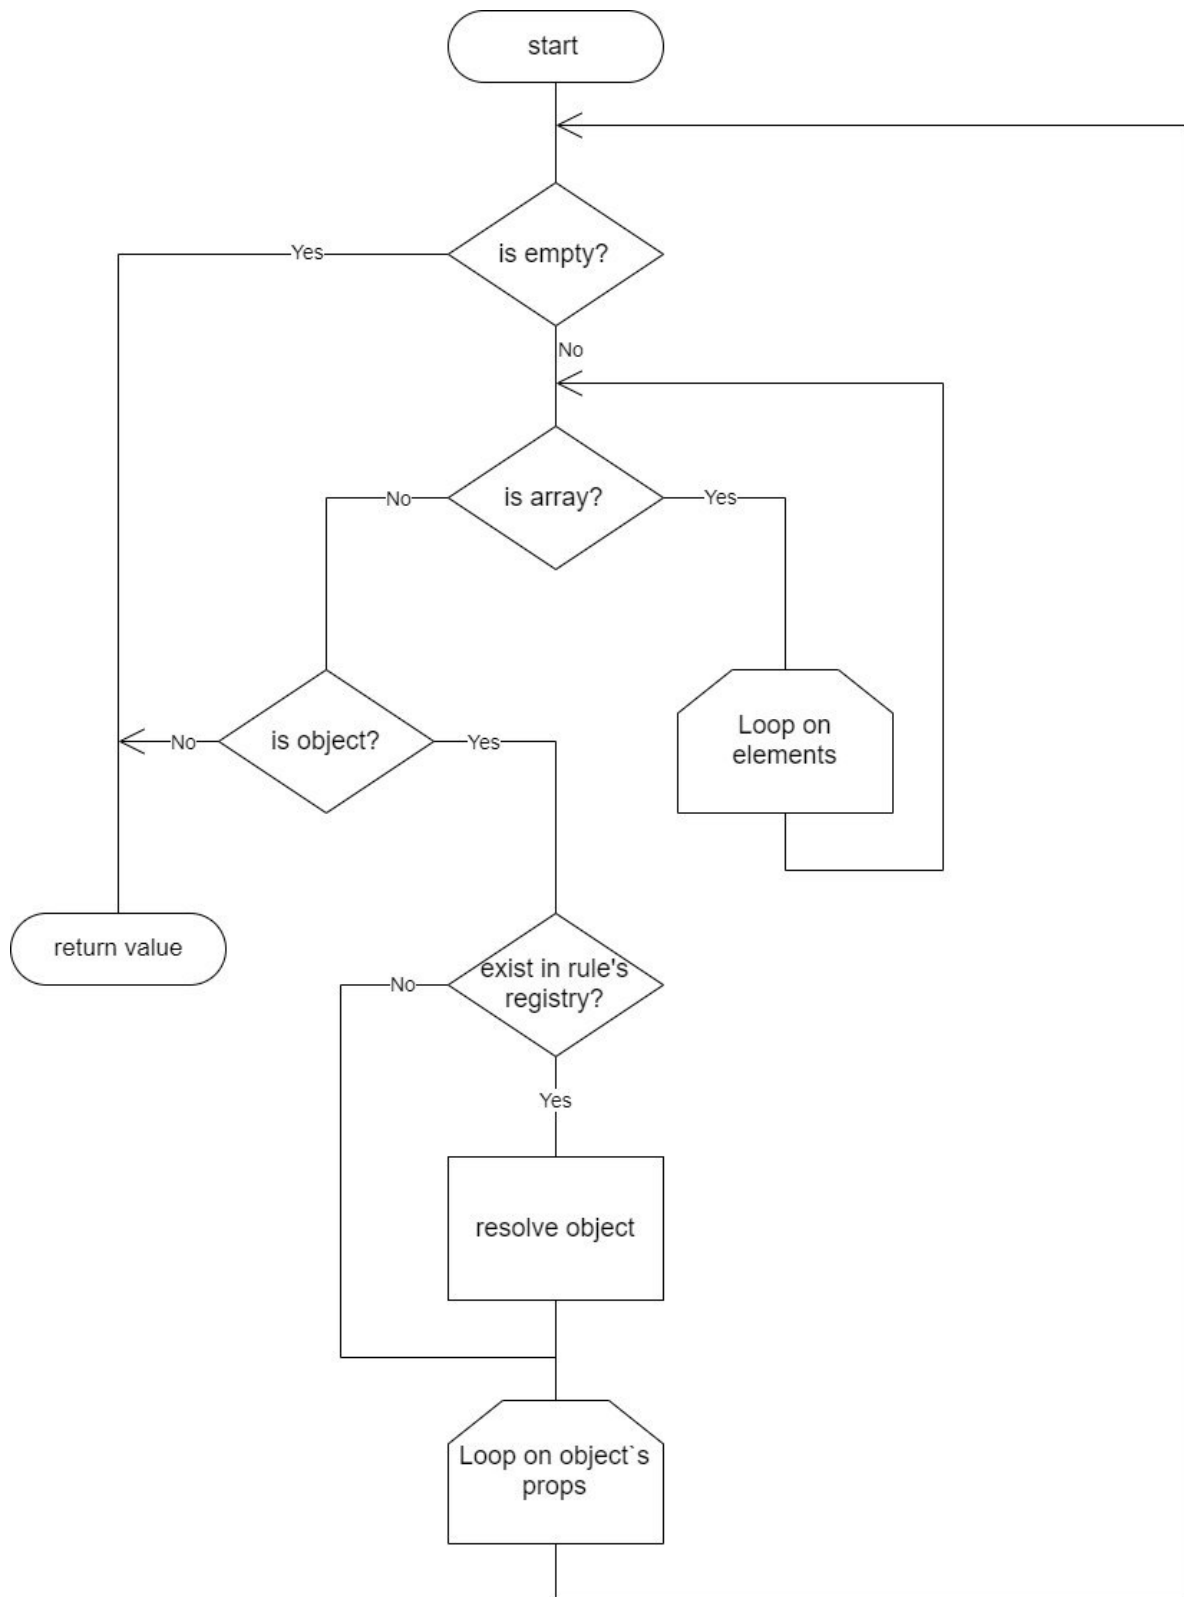 start
is empty?
Yes
No
is array?
No
Yes
Loop on
elements
is object?
No
Yes
return value
exist in rule's
registry?
No
Yes
resolve object
Loop on object`s
props